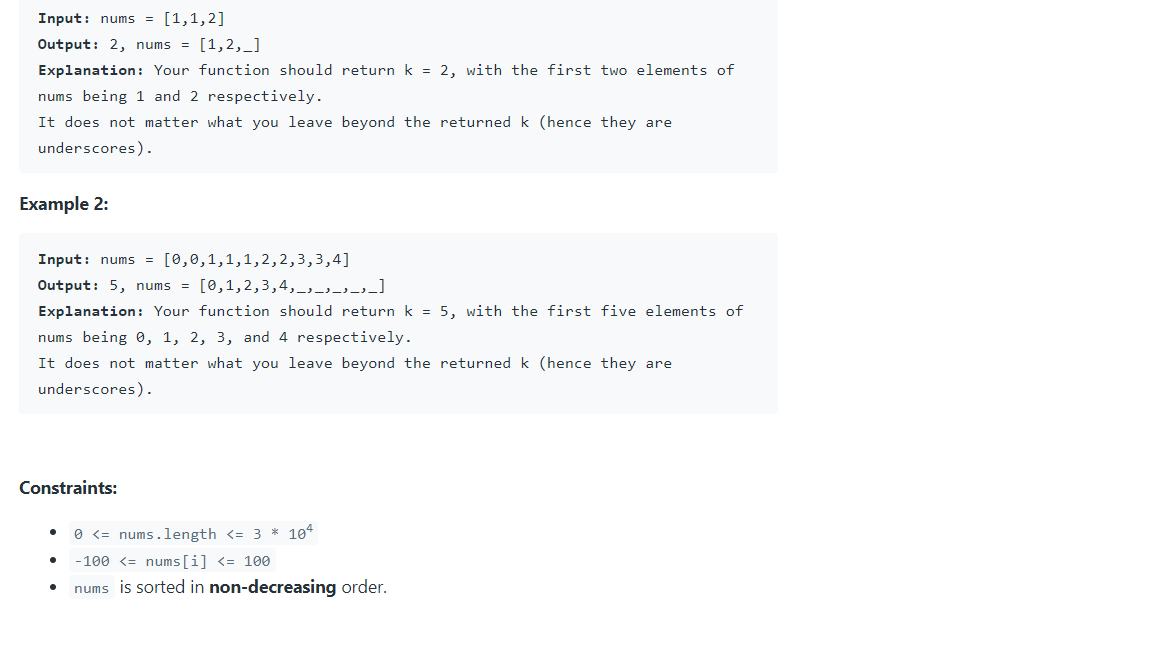 Input: nums = [1,1,2]
Output: 2, nums = [1,2,_]
Explanation: Your function should return k = 2, with the first two elements of
nums being 1 and 2 respectively.
It does not matter what you leave beyond the returned k (hence they are
underscores).
Example 2:
Input: nums = [0,0,1,1,1,2,2,3,3,4]
Output: 5, nums = [0,1,2,3,4,_,_,_,_,_]
Explanation: Your function should return k = 5, with the first five elements of
nums being 0, 1, 2, 3, and 4 respectively.
It does not matter what you leave beyond the returned k (hence they are
underscores).
Constraints:
• 0 <= nums.length <= 3 * 10⁴
• -100 <= nums[i] <= 100
• nums is sorted in non-decreasing order.